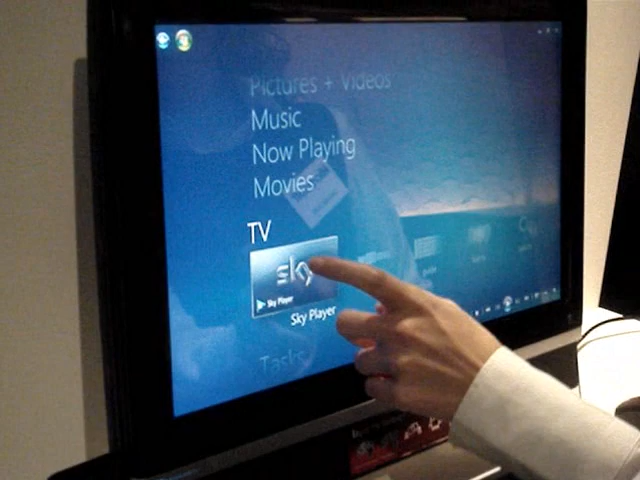 Pictures + Videos
Music
Now Playing
Movies
TV
sky
Sky Player
Sky Player
Tasks